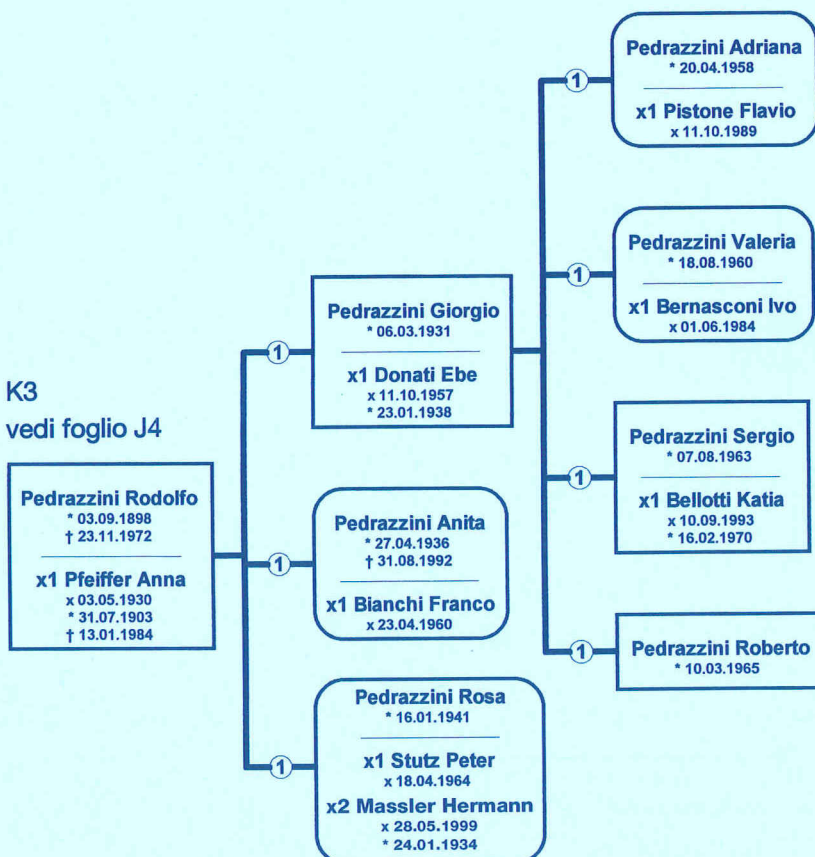 K3
vedi foglio J4
Pedrazzini Rodolfo
* 03.09.1898
† 23.11.1972
x1 Pfeiffer Anna
x 03.05.1930
* 31.07.1903
† 13.01.1984
1
Pedrazzini Giorgio
* 06.03.1931
x1 Donati Ebe
x 11.10.1957
* 23.01.1938
1
Pedrazzini Anita
* 27.04.1936
† 31.08.1992
x1 Bianchi Franco
x 23.04.1960
1
Pedrazzini Rosa
* 16.01.1941
x1 Stutz Peter
x 18.04.1964
x2 Massler Hermann
x 28.05.1999
* 24.01.1934
1
Pedrazzini Adriana
* 20.04.1958
x1 Pistone Flavio
x 11.10.1989
1
Pedrazzini Valeria
* 18.08.1960
x1 Bernasconi Ivo
x 01.06.1984
1
Pedrazzini Sergio
* 07.08.1963
x1 Bellotti Katia
x 10.09.1993
* 16.02.1970
1
Pedrazzini Roberto
* 10.03.1965